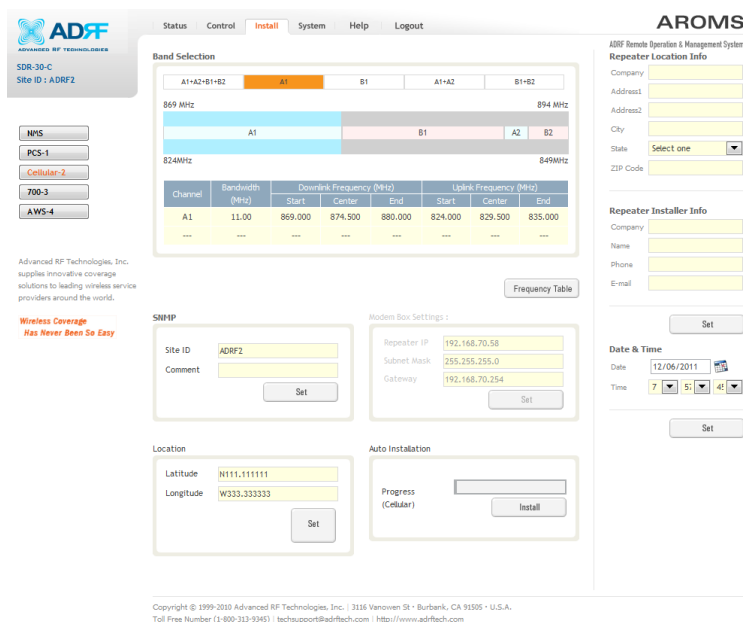 ADRF
ADVANCED RF TECHNOLOGIES
SDR-30-C
Site ID : ADRF2
NMS
PCS-1
Cellular-2
700-3
AWS-4
Advanced RF Technologies, Inc.
supplies innovative coverage
solutions to leading wireless service
providers around the world.
Wireless Coverage
Has Never Been So Easy
Status Control Install System Help Logout
Band Selection
A1+A2+B1+B2 A1 B1 A1+A2 B1+B2
869 MHz 894 MHz
A1 B1 A2 B2
824MHz 849MHz
Channel Bandwidth (MHz) Downlink Frequency (MHz) Uplink Frequency (MHz)
Start Center End Start Center End
A1 11.00 869.000 874.500 880.000 824.000 829.500 835.000
--- --- --- --- --- --- --- ---
Frequency Table
SNMP
Site ID ADRF2
Comment
Set
Modem Box Settings :
Repeater IP 192.168.70.58
Subnet Mask 255.255.255.0
Gateway 192.168.70.254
Set
Location
Latitude N111.111111
Longitude W333.333333
Set
Auto Installation
Progress
(Cellular)
Install
AROMS
ADRF Remote Operation & Management System
Repeater Location Info
Company
Address1
Address2
City
State Select one
ZIP Code
Repeater Installer Info
Company
Name
Phone
E-mail
Set
Date & Time
Date 12/06/2011
Time 7
Set
Copyright © 1999-2010 Advanced RF Technologies, Inc. | 3116 Vanowen St · Burbank, CA 91505 · U.S.A.
Toll Free Number (1-800-313-9345) | techsupport@adrftech.com | http://www.adrftech.com